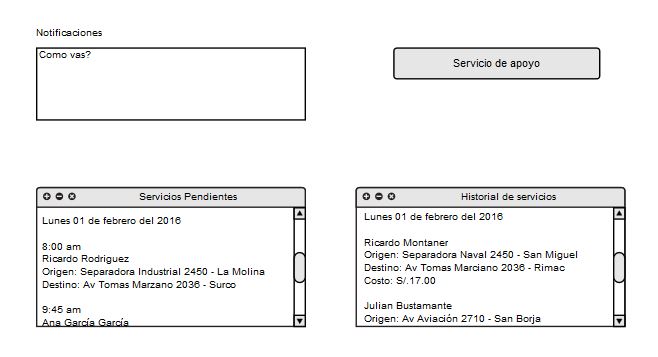 Notificaciones
Como vas?
Servicio de apoyo
Servicios Pendientes
Lunes 01 de febrero del 2016
8:00 am
Ricardo Rodriguez
Origen: Separadora Industrial 2450 - La Molina
Destino: Av Tomas Marzano 2036 - Surco
9:45 am
Ana García García
Historial de servicios
Lunes 01 de febrero del 2016
Ricardo Montaner
Origen: Separadora Naval 2450 - San Miguel
Destino: Av Tomas Marciano 2036 - Rimac
Costo: S/.17.00
Julian Bustamante
Origen: Av Aviación 2710 - San Borja